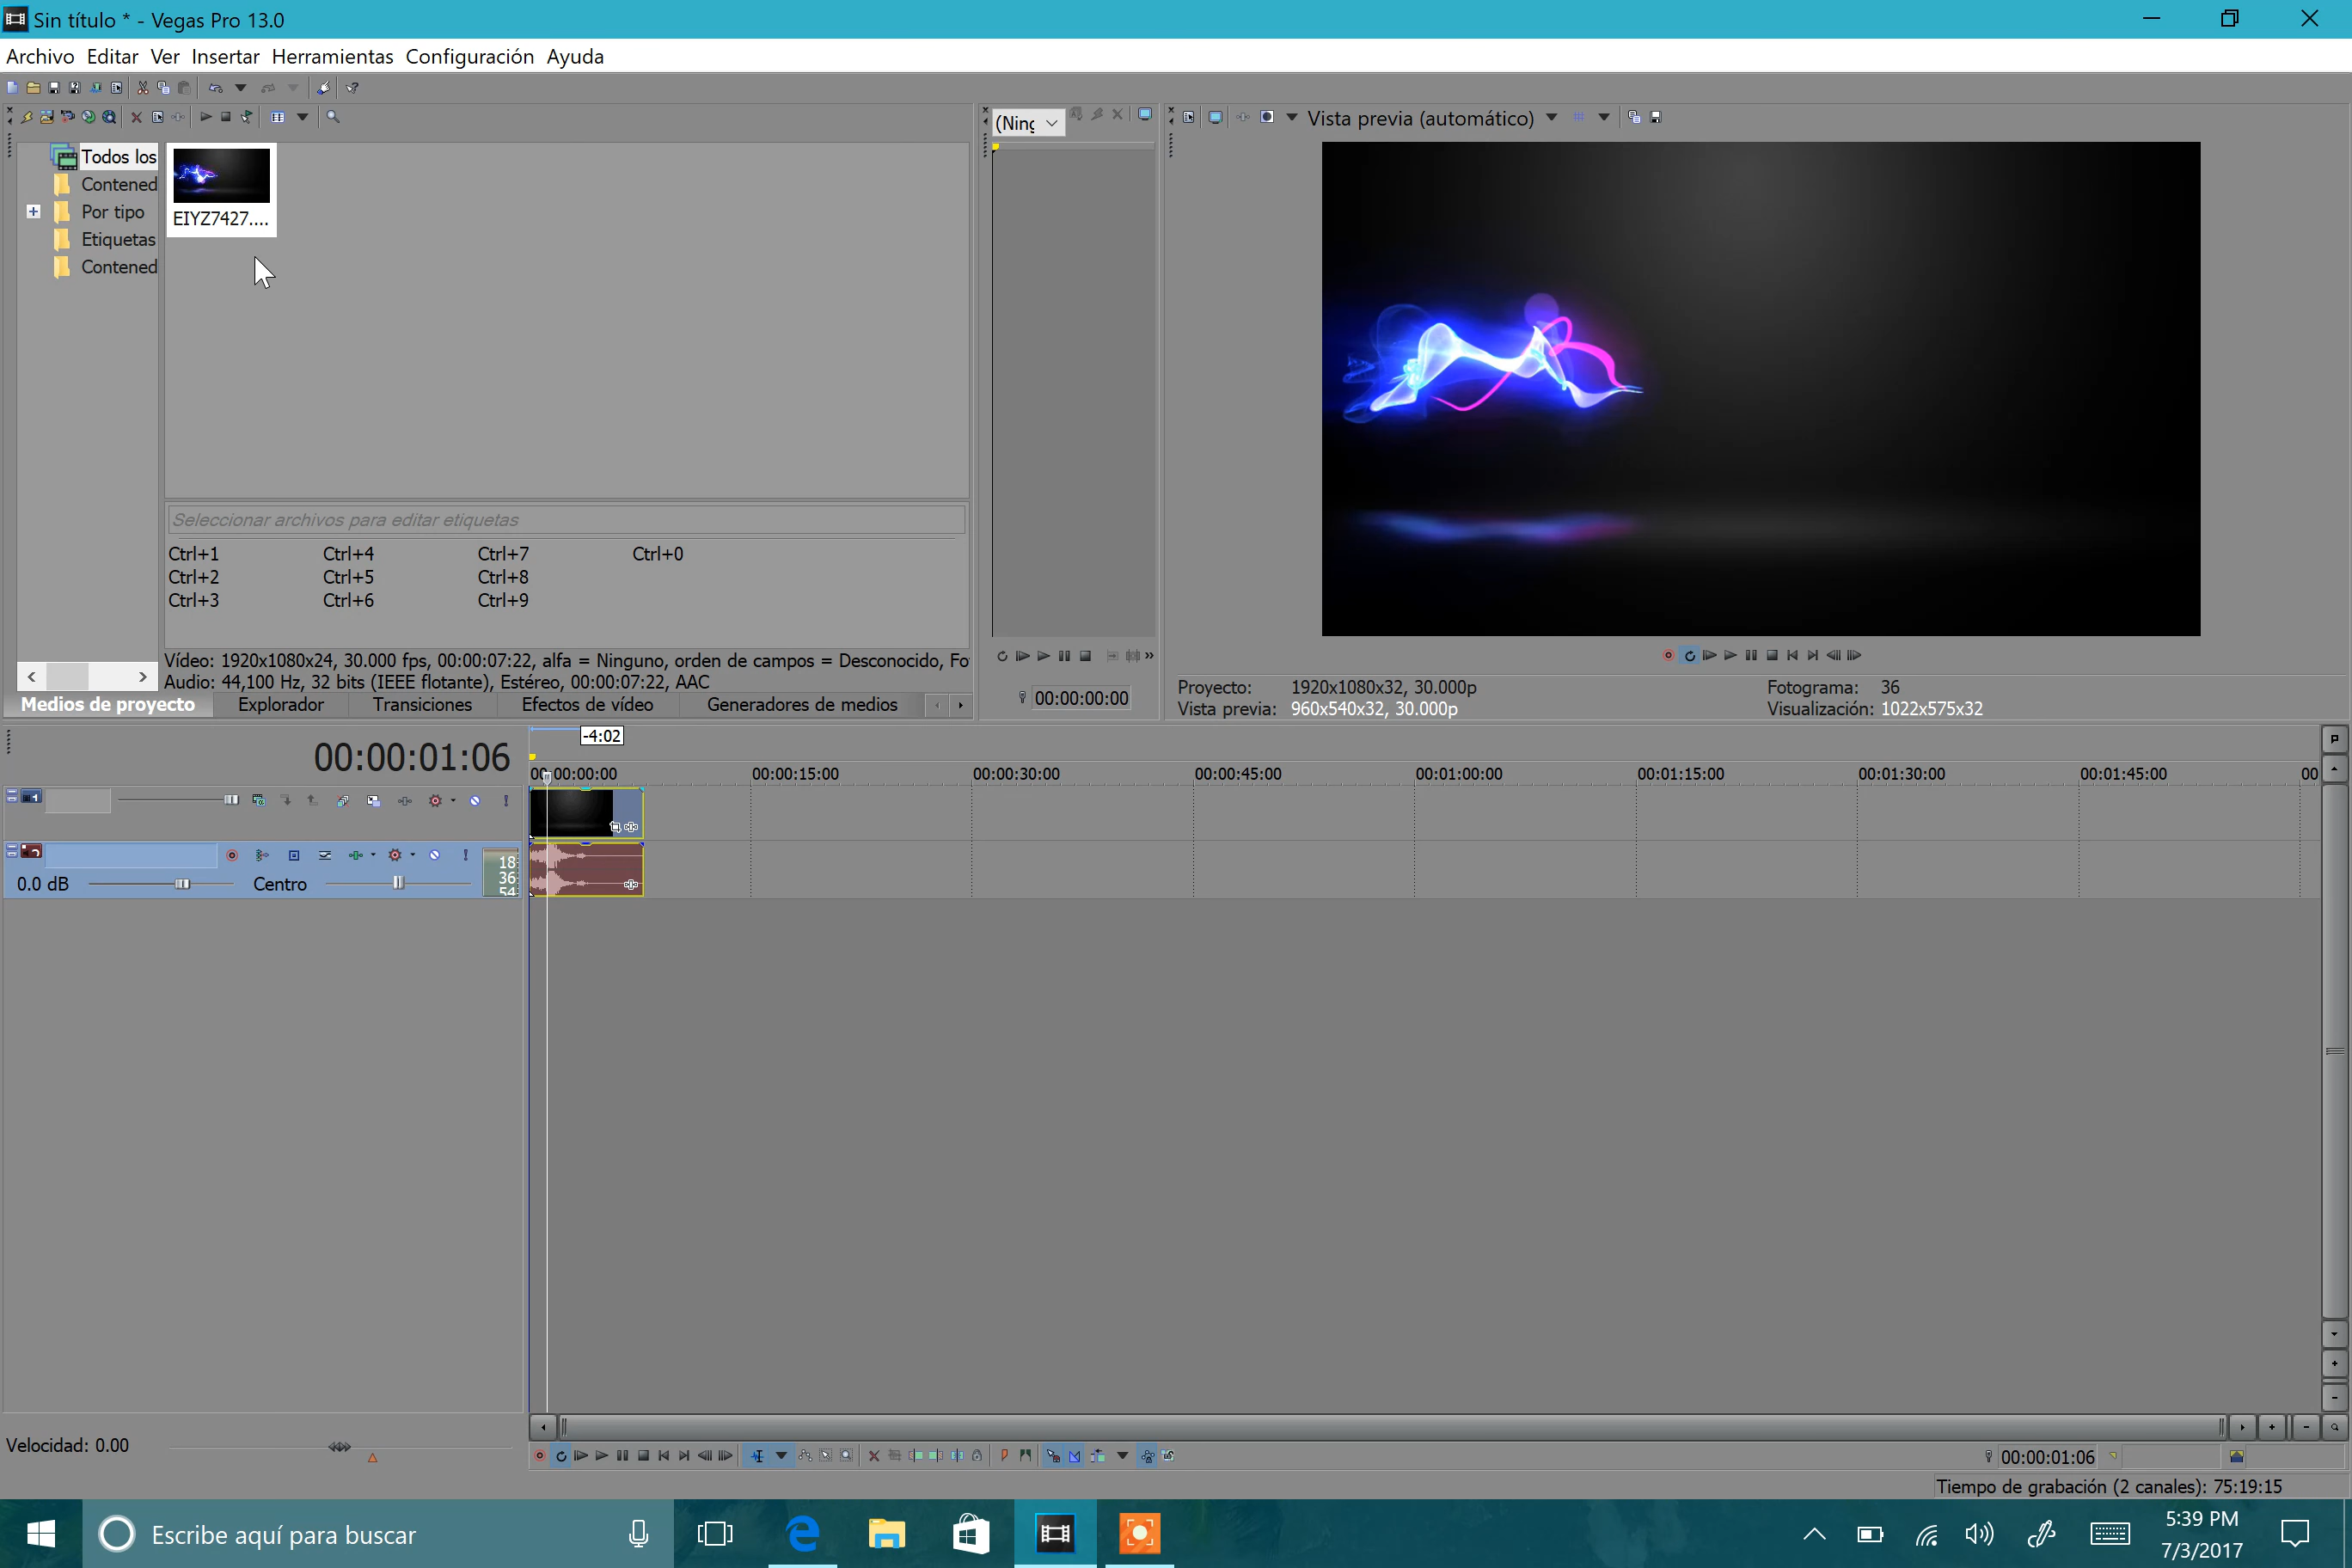 Sin título * - Vegas Pro 13.0
Archivo Editar Ver Insertar Herramientas Configuración Ayuda
(Ninç
Vista previa (automático)
Todos los
Contened
Por tipo
Etiquetas
Contened
EIYZ7427....
Seleccionar archivos para editar etiquetas
Ctrl+1 Ctrl+4 Ctrl+7 Ctrl+0
Ctrl+2 Ctrl+5 Ctrl+8
Ctrl+3 Ctrl+6 Ctrl+9
Vídeo: 1920x1080x24, 30.000 fps, 00:00:07:22, alfa = Ninguno, orden de campos = Desconocido, Fo
Audio: 44,100 Hz, 32 bits (IEEE flotante), Estéreo, 00:00:07:22, AAC
Medios de proyecto Explorador Transiciones Efectos de vídeo Generadores de medios
00:00:00:00
Proyecto: 1920x1080x32, 30.000p Fotograma: 36
Vista previa: 960x540x32, 30.000p Visualización: 1022x575x32
00:00:01:06
-4:02
00:00:00:00 00:00:15:00 00:00:30:00 00:00:45:00 00:01:00:00 00:01:15:00 00:01:30:00 00:01:45:00 00
1
18
36
54
0.0 dB Centro
Velocidad: 0.00
00:00:01:06
Tiempo de grabación (2 canales): 75:19:15
Escribe aquí para buscar
5:39 PM
7/3/2017